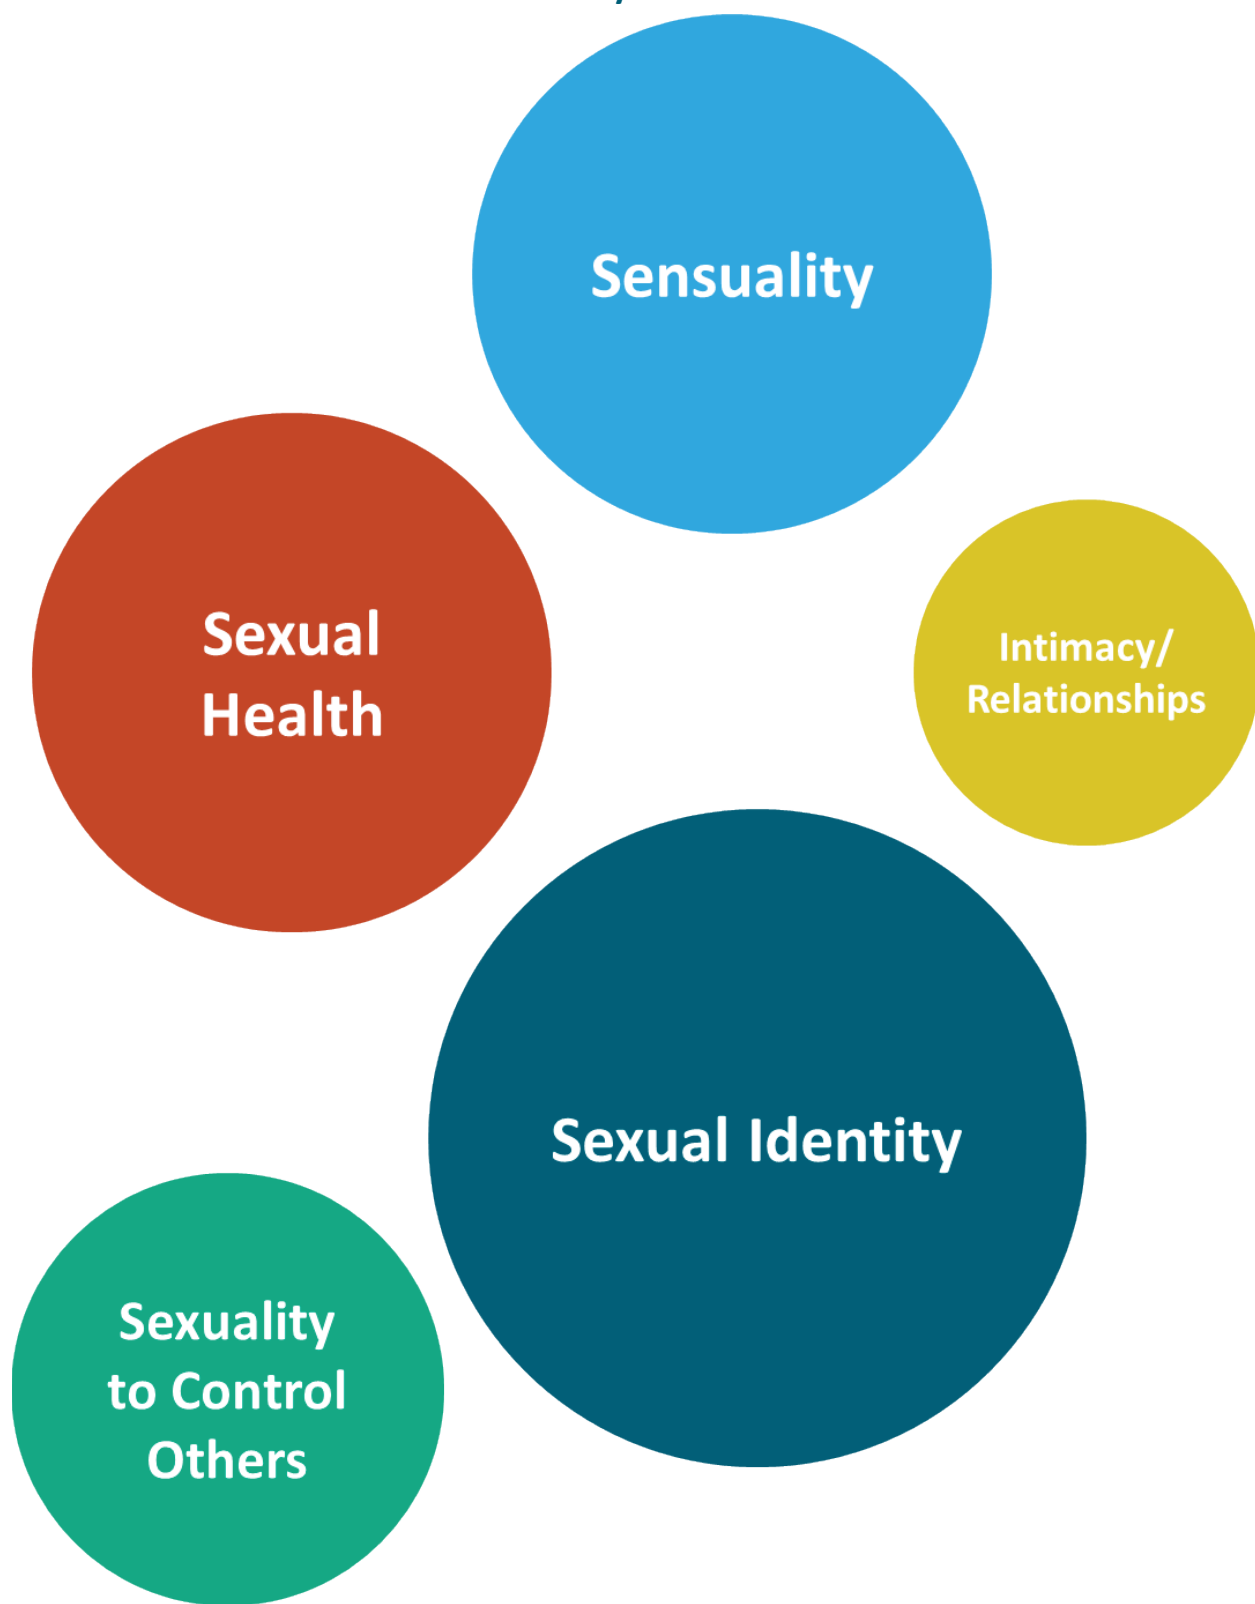 Sensuality
Sexual
Health
Intimacy/
Relationships
Sexual Identity
Sexuality
to Control
Others